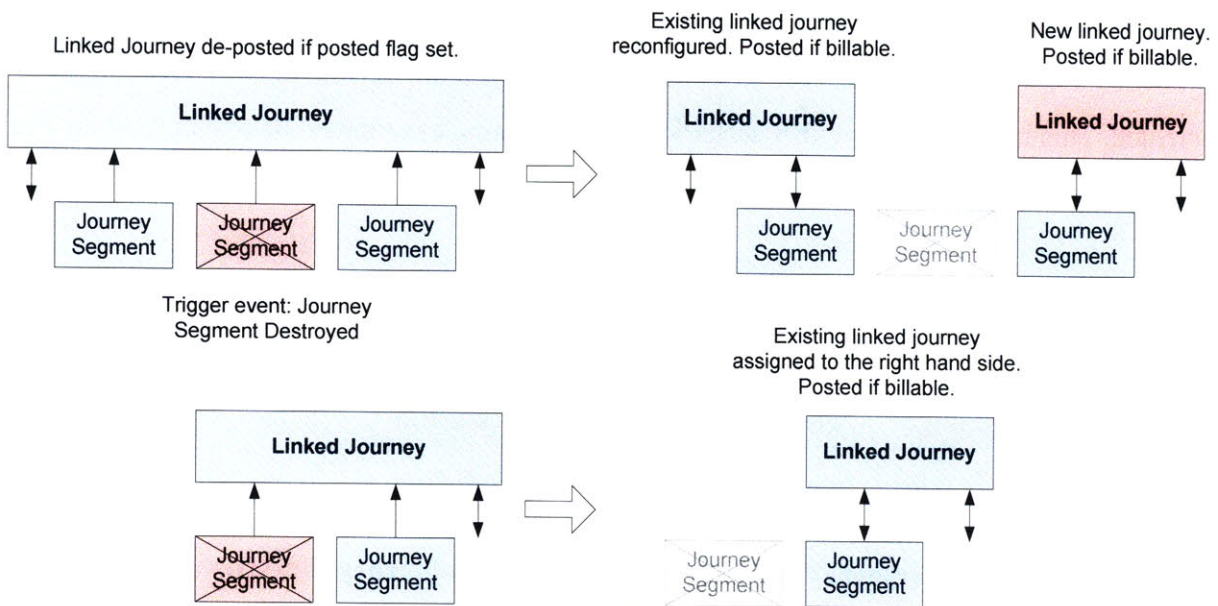 Linked Journey de-posted if posted flag set.
Existing linked journey
reconfigured. Posted if billable.
New linked journey.
Posted if billable.
Linked Journey
Linked Journey
Linked Journey
Journey
Segment
Journey
Segment
Journey
Segment
Journey
Segment
Journey
Segment
Journey
Segment
Trigger event: Journey
Segment Destroyed
Existing linked journey
assigned to the right hand side.
Posted if billable.
Linked Journey
Linked Journey
Journey
Segment
Journey
Segment
Journey
Segment
Journey
Segment